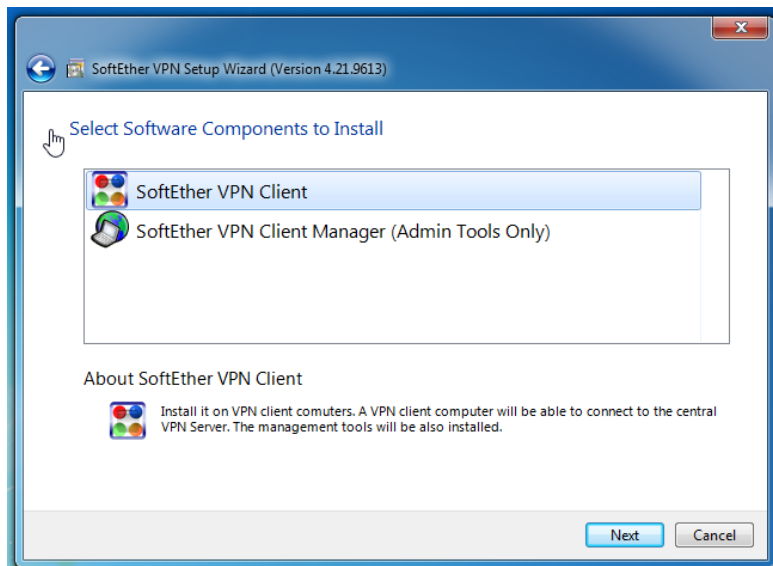 SoftEther VPN Setup Wizard (Version 4.21.9613)
Select Software Components to Install
SoftEther VPN Client
SoftEther VPN Client Manager (Admin Tools Only)
About SoftEther VPN Client
Install it on VPN client comuters. A VPN client computer will be able to connect to the central
VPN Server. The management tools will be also installed.
Next
Cancel